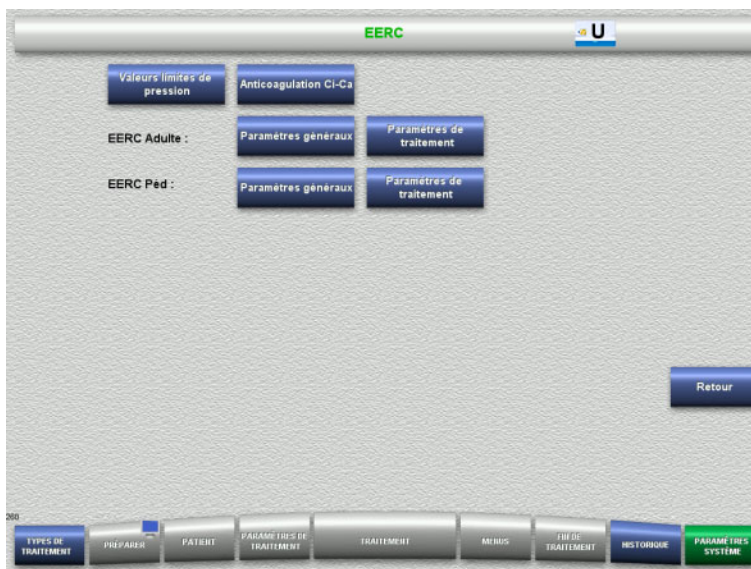 EERC
U
Valeurs limites de
pression
Anticoagulation Ci-Ca
EERC Adulte :
Paramètres généraux
Paramètres de
traitement
EERC Péd :
Paramètres généraux
Paramètres de
traitement
Retour
268
TYPES DE
TRAITEMENT
PRÉPARER
PATIENT
PARAMÈTRES DE
TRAITEMENT
TRAITEMENT
MENUS
FIN DE
TRAITEMENT
HISTORIQUE
PARAMÈTRES
SYSTÈME